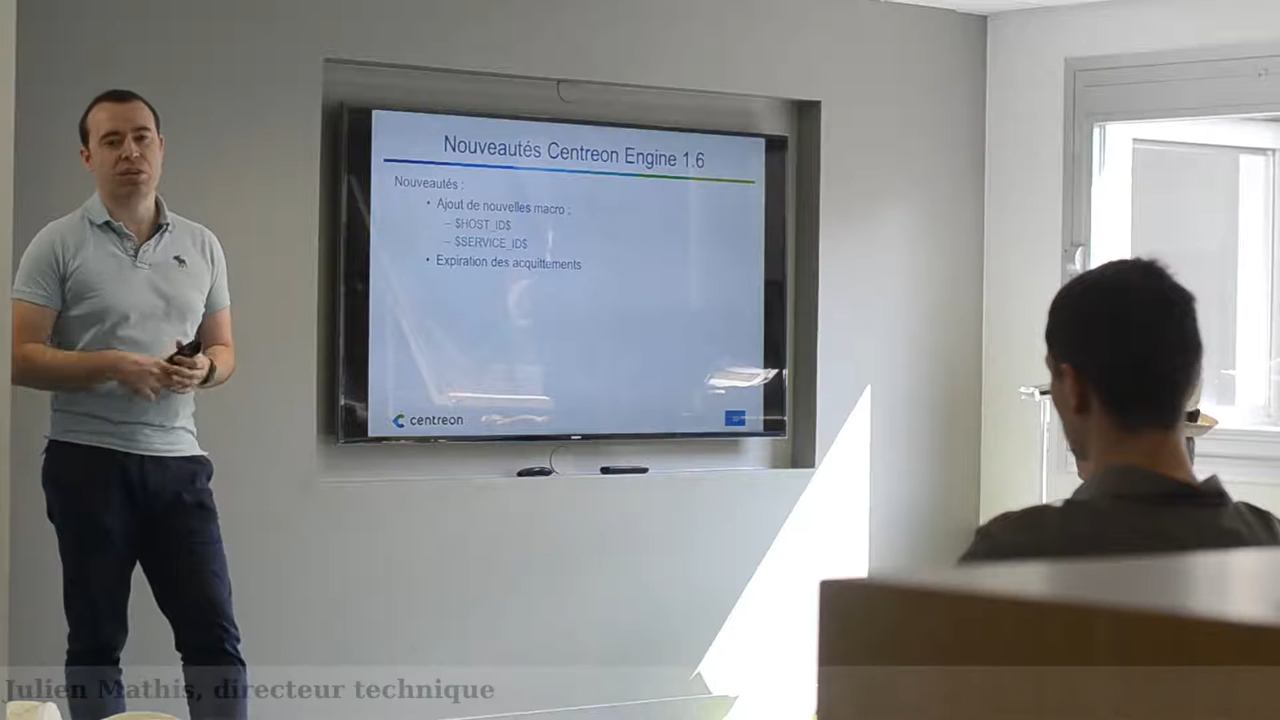 Nouveautés Centreon Engine 1.6
Nouveautés :
• Ajout de nouvelles macro :
– $HOST_ID$
– $SERVICE_ID$
• Expiration des acquittements
centreon
Julien Mathis, directeur technique